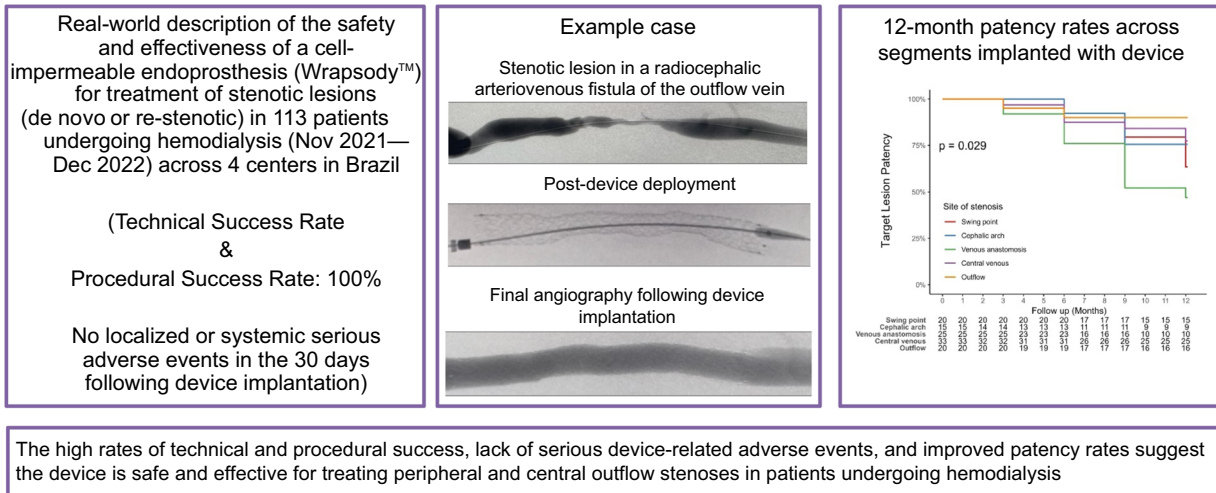 Real-world description of the safety
and effectiveness of a cell-
impermeable endoprosthesis (Wrapsody™)
for treatment of stenotic lesions
(de novo or re-stenotic) in 113 patients
undergoing hemodialysis (Nov 2021—
Dec 2022) across 4 centers in Brazil
(Technical Success Rate
&
Procedural Success Rate: 100%
No localized or systemic serious
adverse events in the 30 days
following device implantation)
Example case
Stenotic lesion in a radiocephalic
arteriovenous fistula of the outflow vein
Post-device deployment
Final angiography following device
implantation
12-month patency rates across
segments implanted with device
Target Lesion Patency
100%
75%
50%
25%
0%
p = 0.029
Site of stenosis
Swing point
Cephalic arch
Venous anastomosis
Central venous
Outflow
0 1 2 3 4 5 6 7 8 9 10 11 12
Follow up (Months)
Swing point 20 20 20 20 20 20 20 17 17 17 15 15 15
Cephalic arch 15 15 14 14 13 13 13 11 11 11 9 9 9
Venous anastomosis 25 25 25 25 23 23 23 16 16 16 10 10 10
Central venous 33 33 32 32 31 31 31 26 26 26 25 25 25
Outflow 20 20 20 20 19 19 19 17 17 17 16 16 16
The high rates of technical and procedural success, lack of serious device-related adverse events, and improved patency rates suggest
the device is safe and effective for treating peripheral and central outflow stenoses in patients undergoing hemodialysis